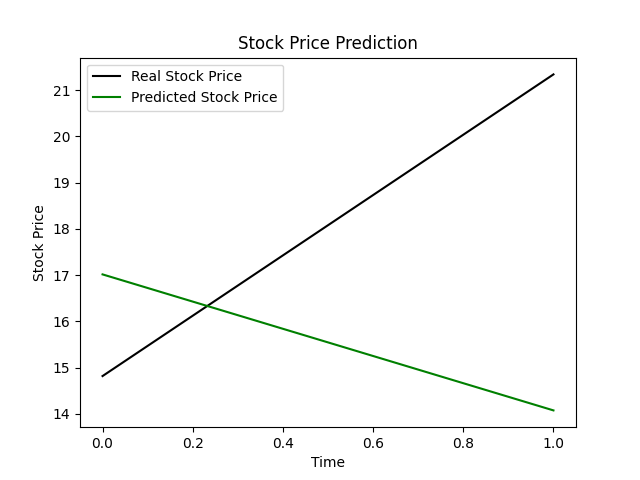 Stock Price Prediction
Real Stock Price
Predicted Stock Price
Stock Price
21
20
19
18
17
16
15
14
0.0 0.2 0.4 0.6 0.8 1.0
Time